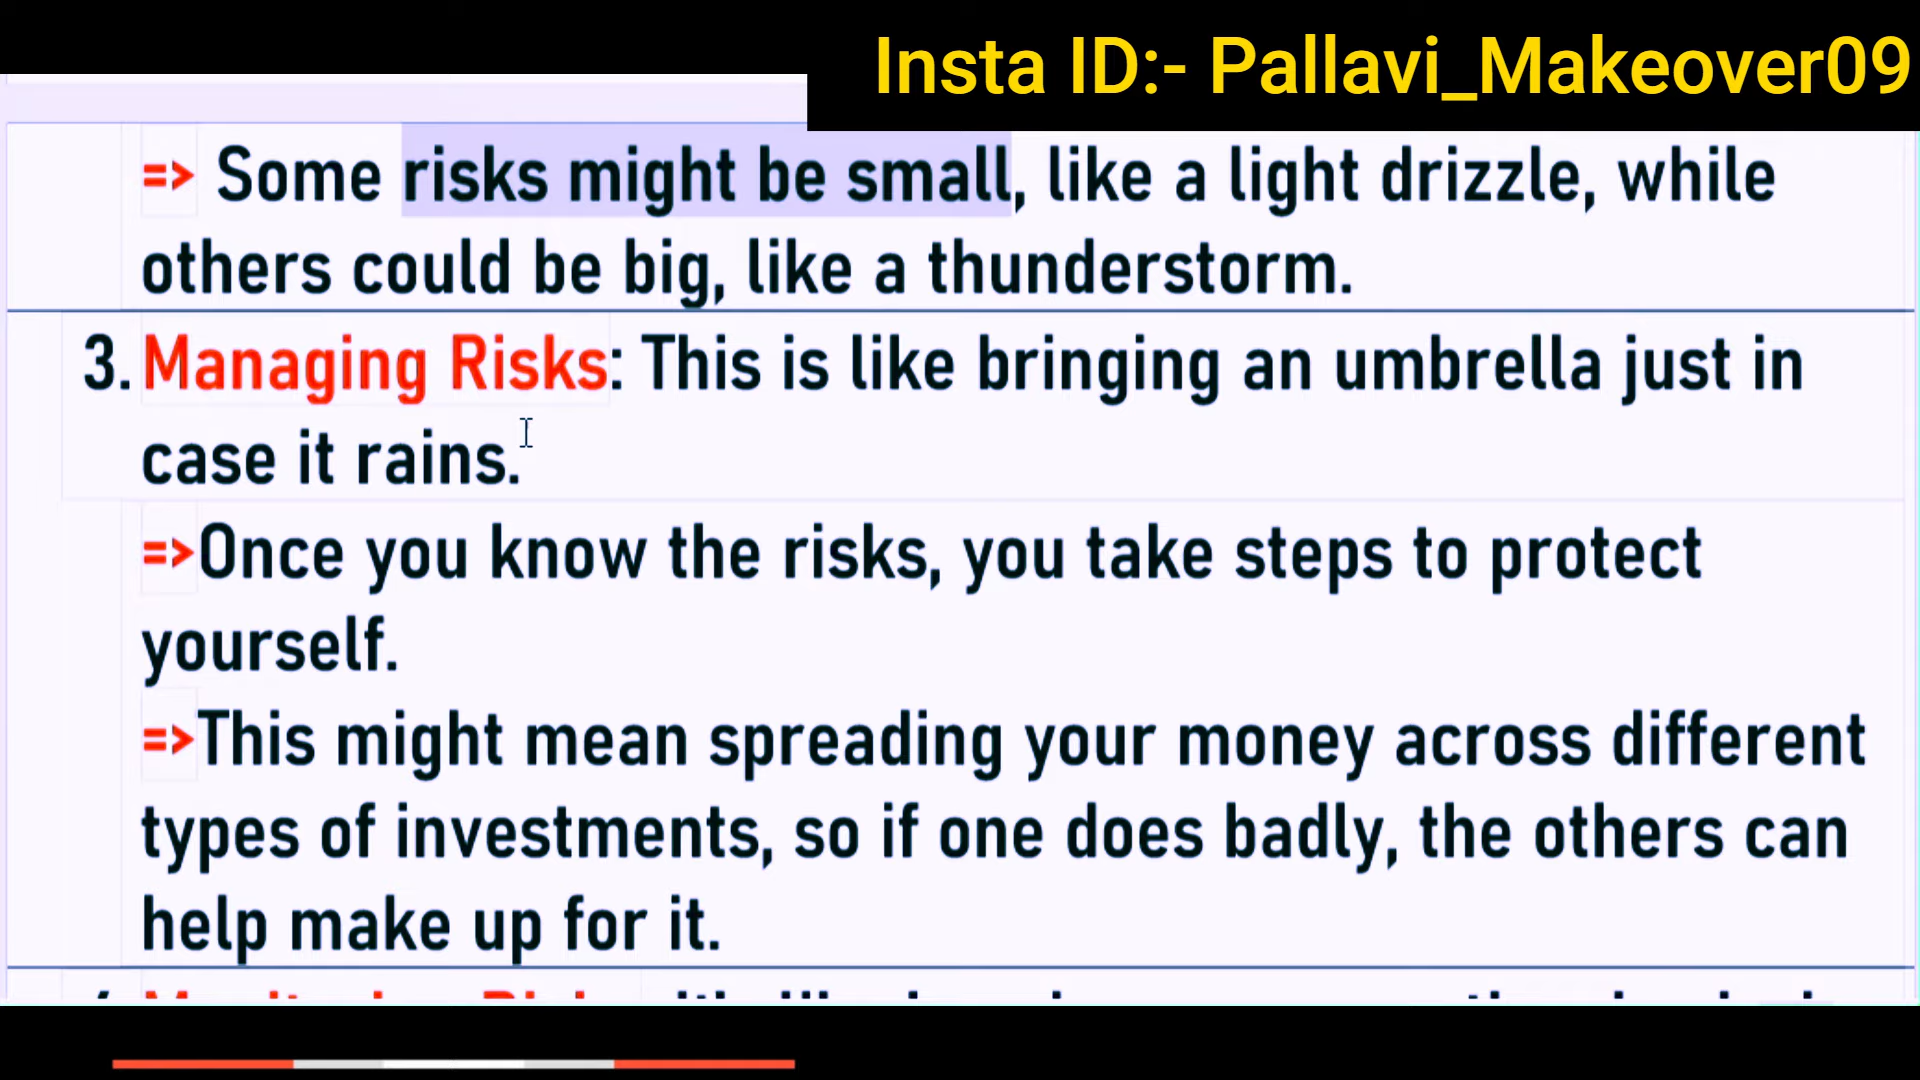 Insta ID:- Pallavi_Makeover09
=> Some risks might be small, like a light drizzle, while
others could be big, like a thunderstorm.
3. Managing Risks: This is like bringing an umbrella just in
case it rains.
=>Once you know the risks, you take steps to protect
yourself.
=>This might mean spreading your money across different
types of investments, so if one does badly, the others can
help make up for it.